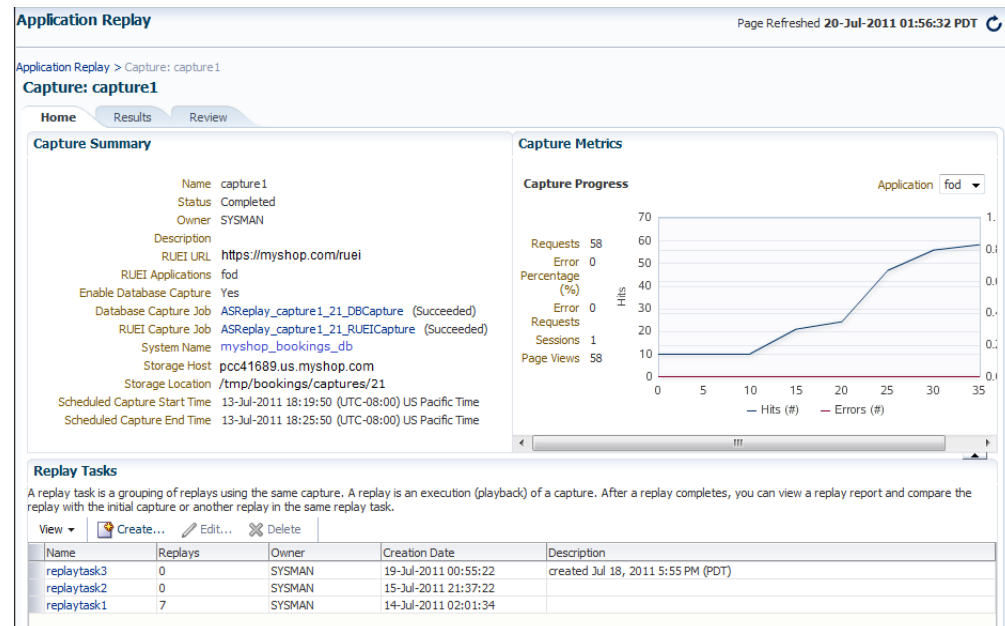 Application Replay
Page Refreshed 20-Jul-2011 01:56:32 PDT
Application Replay > Capture: capture1
Capture: capture1
Home Results Review
Capture Summary
Name capture1
Status Completed
Owner SYSMAN
Description
RUEI URL https://myshop.com/ruei
RUEI Applications fod
Enable Database Capture Yes
Database Capture Job ASReplay_capture1_21_DBCapture (Succeeded)
RUEI Capture Job ASReplay_capture1_21_RUEICapture (Succeeded)
System Name myshop_bookings_db
Storage Host pcc41689.us.myshop.com
Storage Location /tmp/bookings/captures/21
Scheduled Capture Start Time 13-Jul-2011 18:19:50 (UTC-08:00) US Pacific Time
Scheduled Capture End Time 13-Jul-2011 18:25:50 (UTC-08:00) US Pacific Time
Capture Metrics
Capture Progress
Application fod
Requests 58
Error 0
Percentage
(%)
Error 0
Requests
Sessions 1
Page Views 58
Hits
70
60
50
40
30
20
10
0
1.
0.
0.
0.
0.
0.
0 5 10 15 20 25 30 35
Hits (#) Errors (#)
Replay Tasks
A replay task is a grouping of replays using the same capture. A replay is an execution (playback) of a capture. After a replay completes, you can view a replay report and compare the
replay with the initial capture or another replay in the same replay task.
View Create... Edit... Delete
Name Replays Owner Creation Date Description
replaytask3 0 SYSMAN 19-Jul-2011 00:55:22 created Jul 18, 2011 5:55 PM (PDT)
replaytask2 0 SYSMAN 15-Jul-2011 21:37:22
replaytask1 7 SYSMAN 14-Jul-2011 02:01:34